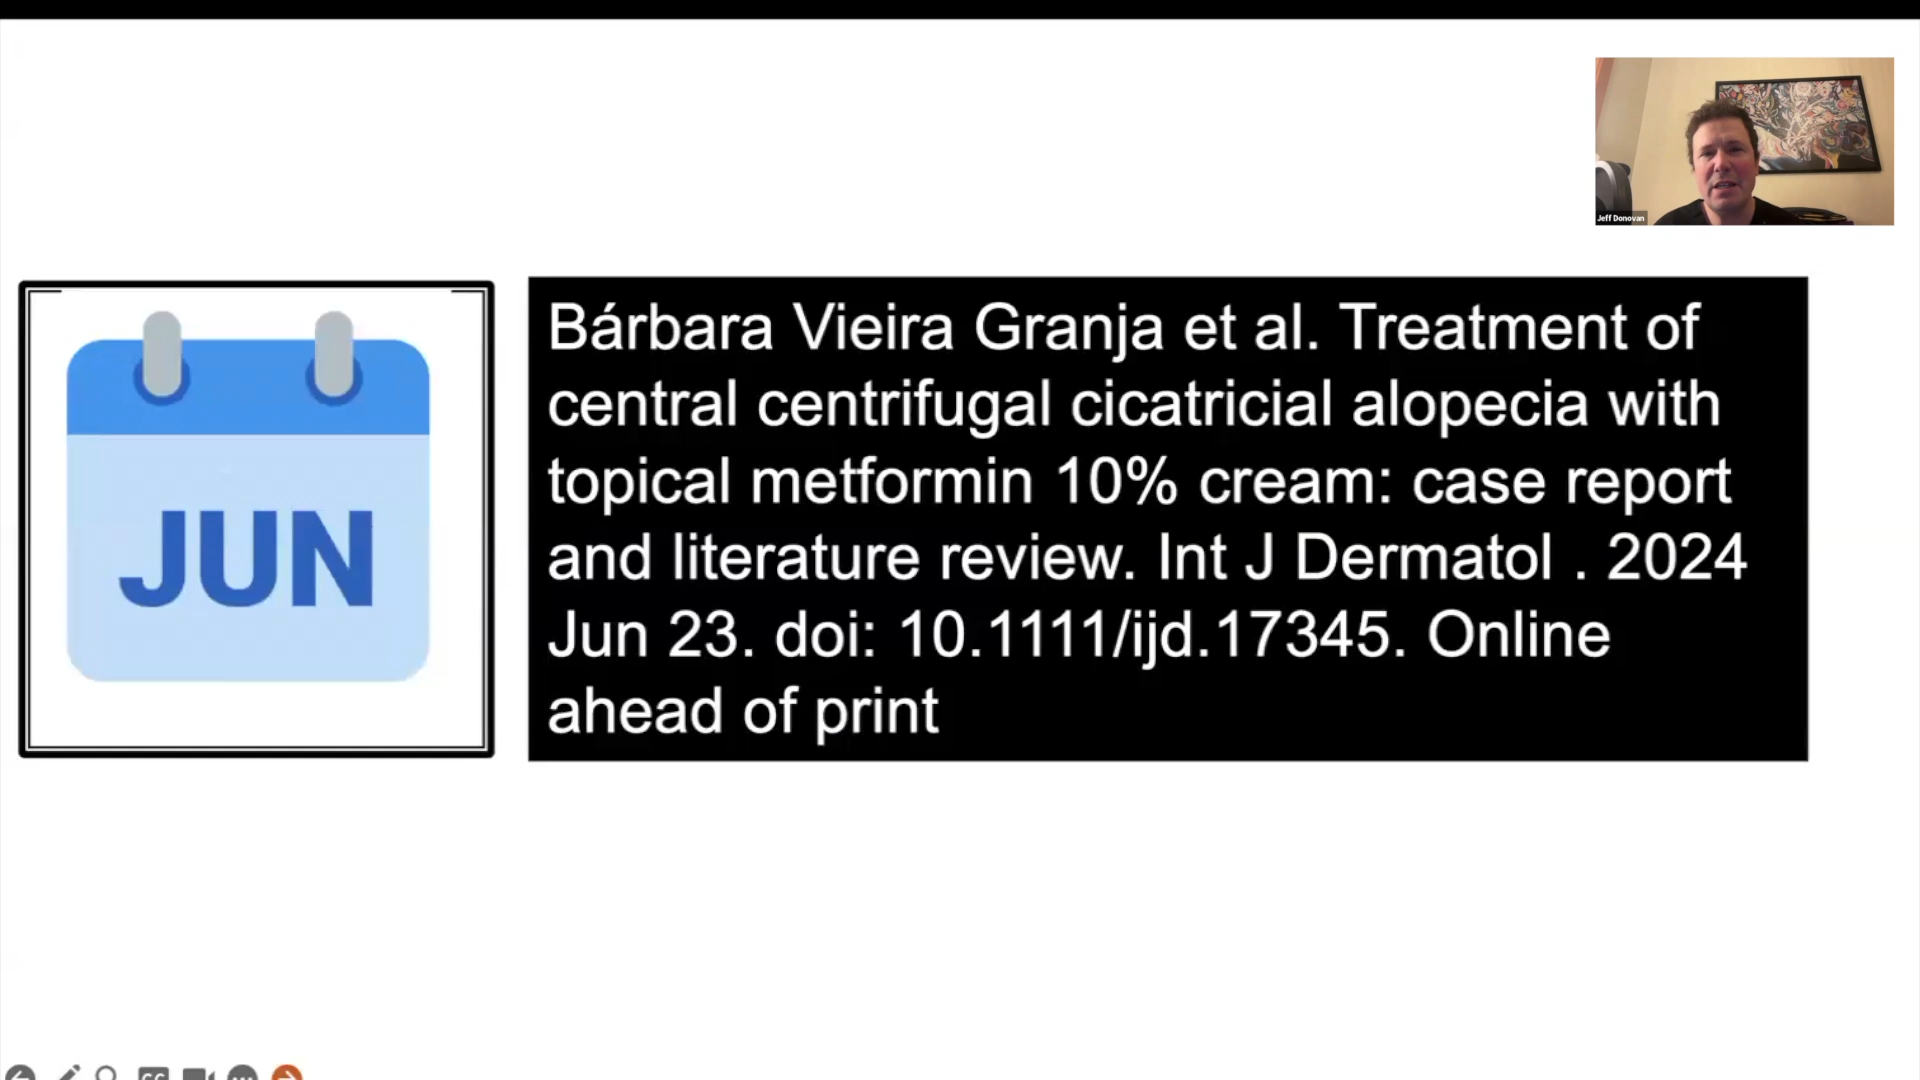 Jeff Donovan
JUN
Bárbara Vieira Granja et al. Treatment of
central centrifugal cicatricial alopecia with
topical metformin 10% cream: case report
and literature review. Int J Dermatol . 2024
Jun 23. doi: 10.1111/ijd.17345. Online
ahead of print
CC